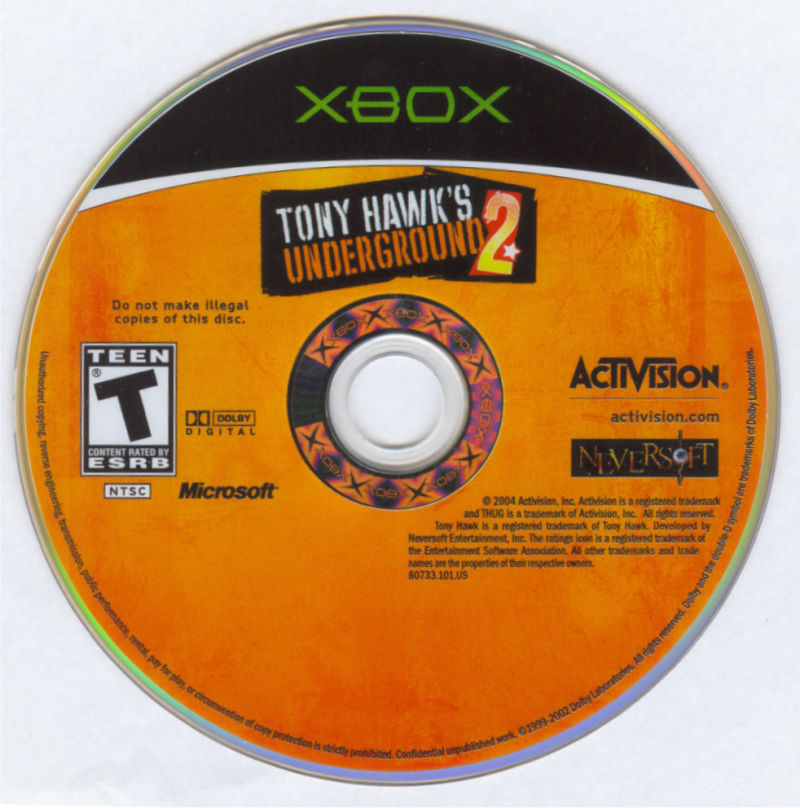 XBOX
TONY HAWK'S
UNDERGROUND 2
Do not make illegal
copies of this disc.
TEEN
®
T
CONTENT RATED BY
ESRB
DOLBY
DIGITAL
NTSC
Microsoft®
XBOX XBOX XBOX XBOX XBOX XBOX
ACTIVISION®
activision.com
NEVERSOFT
© 2004 Activision, Inc. Activision is a registered trademark
and THUG is a trademark of Activision, Inc. All rights reserved.
Tony Hawk is a registered trademark of Tony Hawk. Developed by
Neversoft Entertainment, Inc. The ratings icon is a registered trademark of
the Entertainment Software Association. All other trademarks and trade
names are the properties of their respective owners.
80733.101.US
Unauthorized copying, reverse engineering, transmission, public performance, rental, pay for play, or circumvention of copy protection is strictly prohibited. Confidential unpublished work. ©1999-2002 Dolby Laboratories. All rights reserved. Dolby and the double-D symbol are trademarks of Dolby Laboratories.